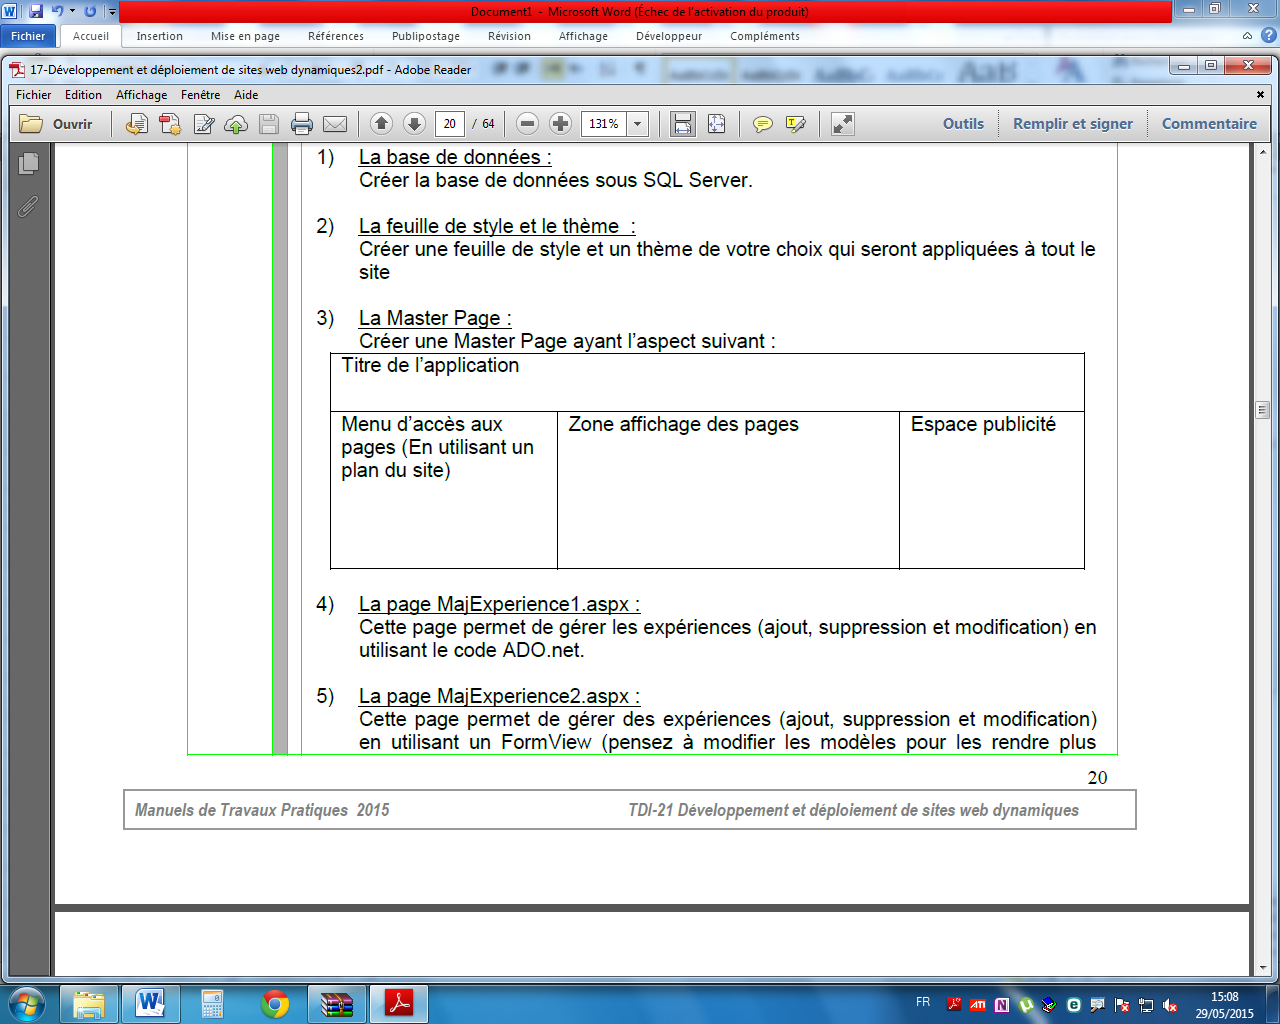 Document1 - Microsoft Word (Échec de l'activation du produit)
Fichier Accueil Insertion Mise en page Références Publipostage Révision Affichage Développeur Compléments
17-Développement et déploiement de sites web dynamiques2.pdf - Adobe Reader
Fichier Edition Affichage Fenêtre Aide
Ouvrir 20 / 64 131% Outils Remplir et signer Commentaire
1) La base de données :
Créer la base de données sous SQL Server.
2) La feuille de style et le thème :
Créer une feuille de style et un thème de votre choix qui seront appliquées à tout le
site
3) La Master Page :
Créer une Master Page ayant l'aspect suivant :
Titre de l'application
Menu d'accès aux
pages (En utilisant un
plan du site)
Zone affichage des pages
Espace publicité
4) La page MajExperience1.aspx :
Cette page permet de gérer les expériences (ajout, suppression et modification) en
utilisant le code ADO.net.
5) La page MajExperience2.aspx :
Cette page permet de gérer des expériences (ajout, suppression et modification)
en utilisant un FormView (pensez à modifier les modèles pour les rendre plus
20
Manuels de Travaux Pratiques 2015 TDI-21 Développement et déploiement de sites web dynamiques
FR
15:08
29/05/2015